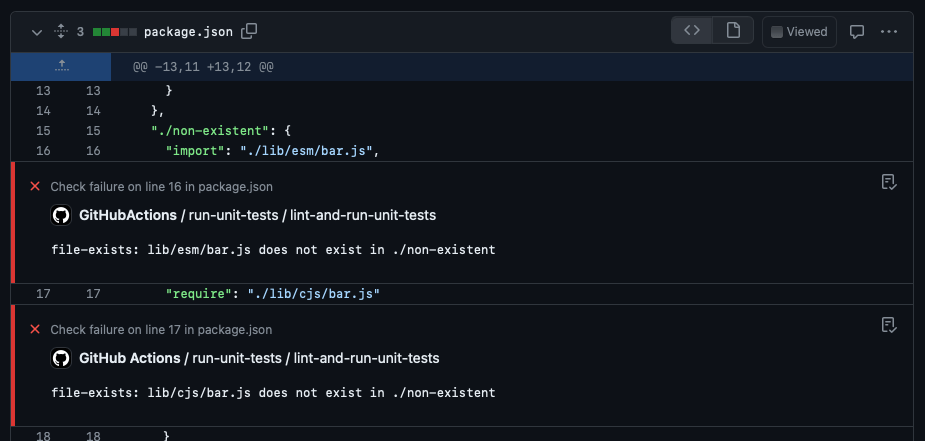 3 package.json Viewed
@@ -13,11 +13,12 @@
13 13 }
14 14 },
15 15 "./non-existent": {
16 16 "import": "./lib/esm/bar.js",
Check failure on line 16 in package.json
GitHubActions / run-unit-tests / lint-and-run-unit-tests
file-exists: lib/esm/bar.js does not exist in ./non-existent
17 17 "require": "./lib/cjs/bar.js"
Check failure on line 17 in package.json
GitHub Actions / run-unit-tests / lint-and-run-unit-tests
file-exists: lib/cjs/bar.js does not exist in ./non-existent
18 18 }